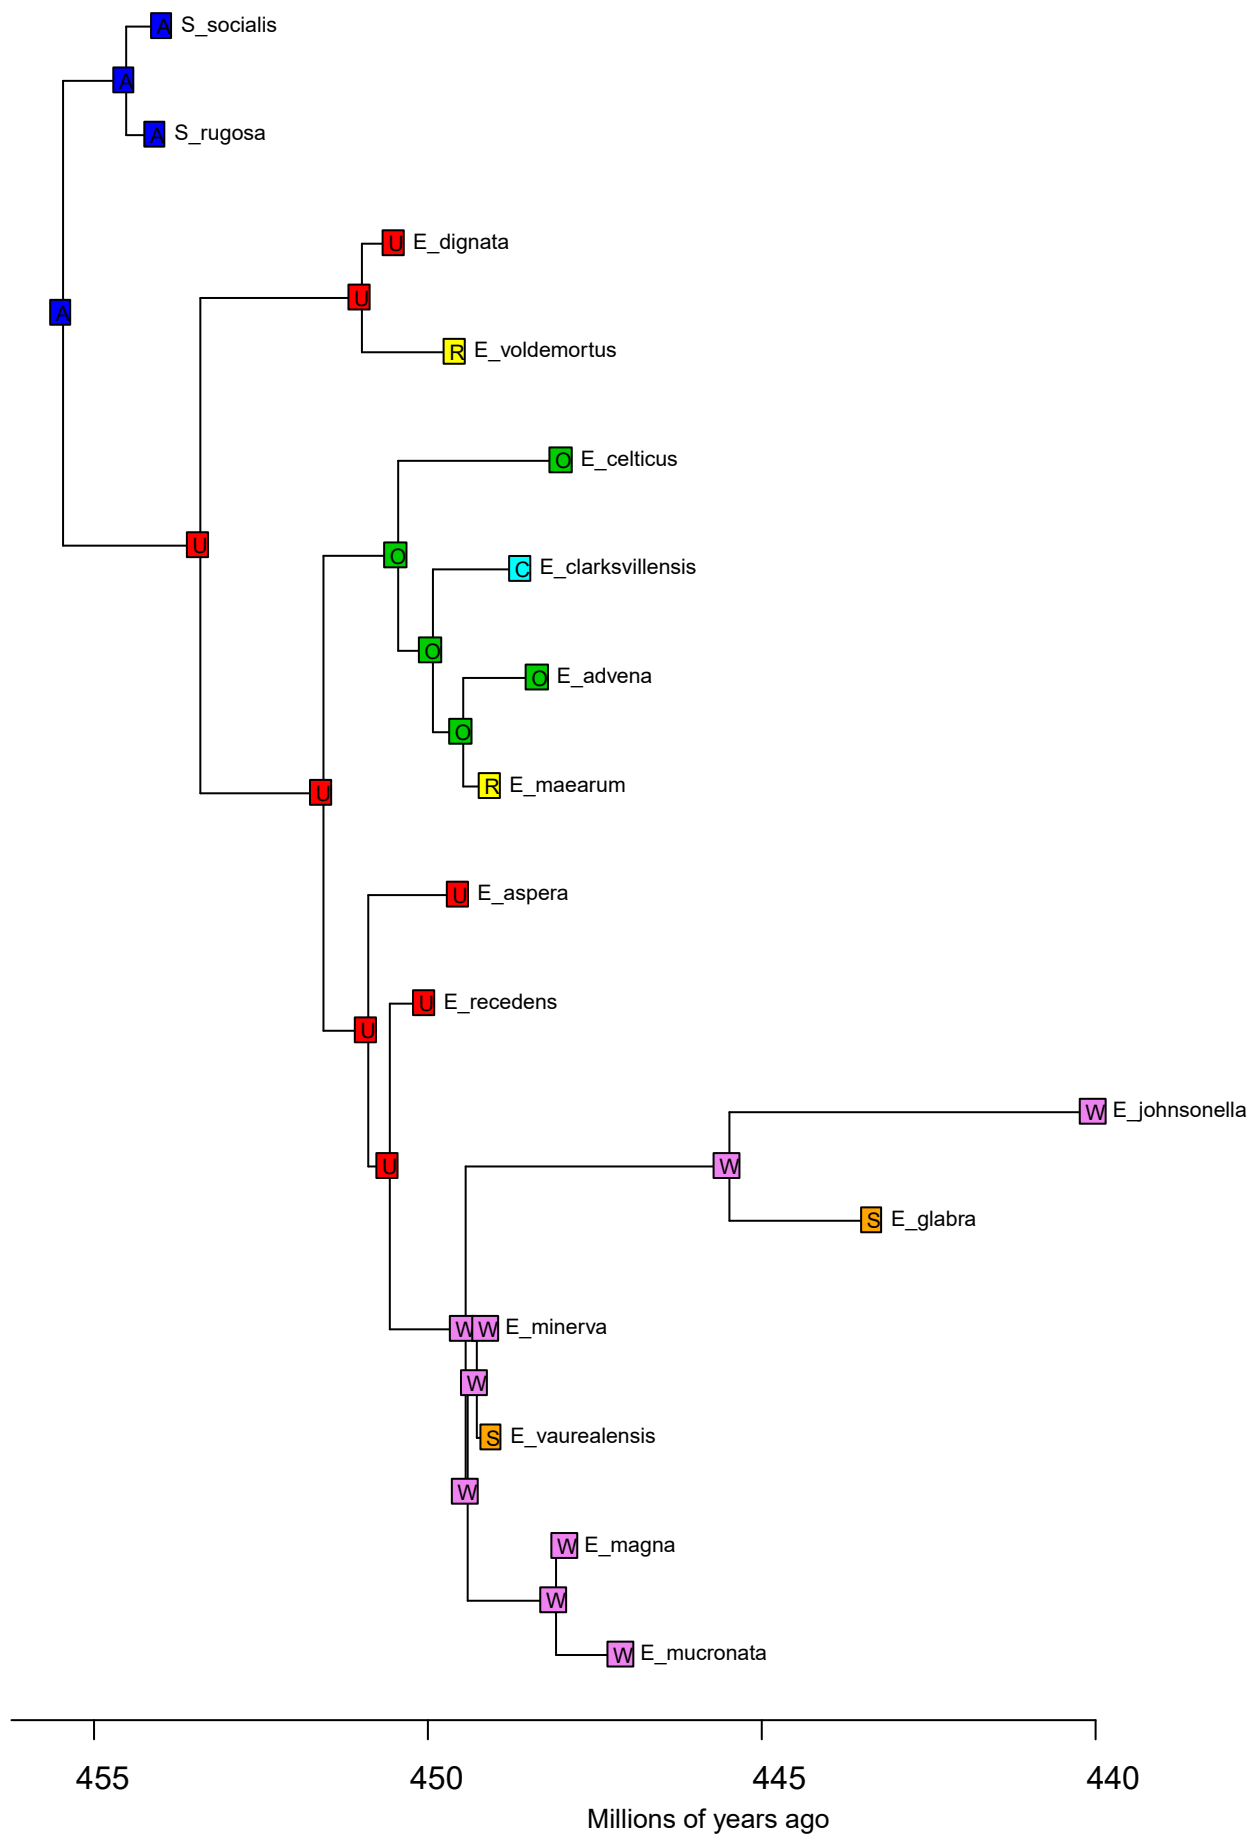 A S_socialis
A
A S_rugosa
U E_dignata
U
A
R E_voldemortus
O E_celticus
U
O
C E_clarksvillensis
O
O E_advena
O
R E_maearum
U
U E_aspera
U E_recedens
U
W E_johnsonella
U
W
S E_glabra
W W E_minerva
W
S E_vaurealensis
W
W E_magna
W
W E_mucronata
455 450 445 440
Millions of years ago